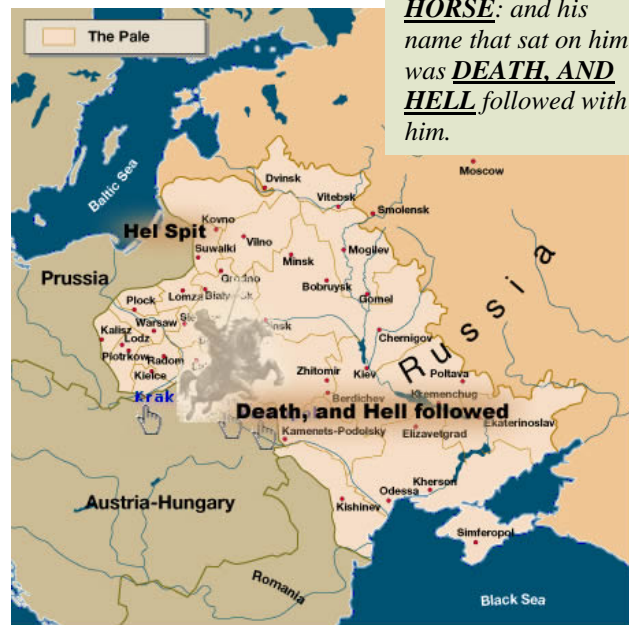 HORSE: and his
name that sat on him
was DEATH, AND
HELL followed with
him.
The Pale
Moscow
Baltic Sea
Dvinsk
Vitebsk
Smolensk
Kovno
Hel Spit
Vilno
Suwalki
Minsk
Mogilev
Russia
Prussia
Grodno
Bobruysk
Gomel
Plock
Lomza
Warsaw
Kalisz
Lodz
Chernigov
Piotrkow
Radom
Kielce
Zhitomir
Kiev
Poltava
Krak
Berdichev
Kremenchug
Death, and Hell followed
Ekaterinoslav
Kamenets-Podolsky
Elizavetgrad
Austria-Hungary
Kishinev
Odessa
Kherson
Simferopol
Romania
Black Sea